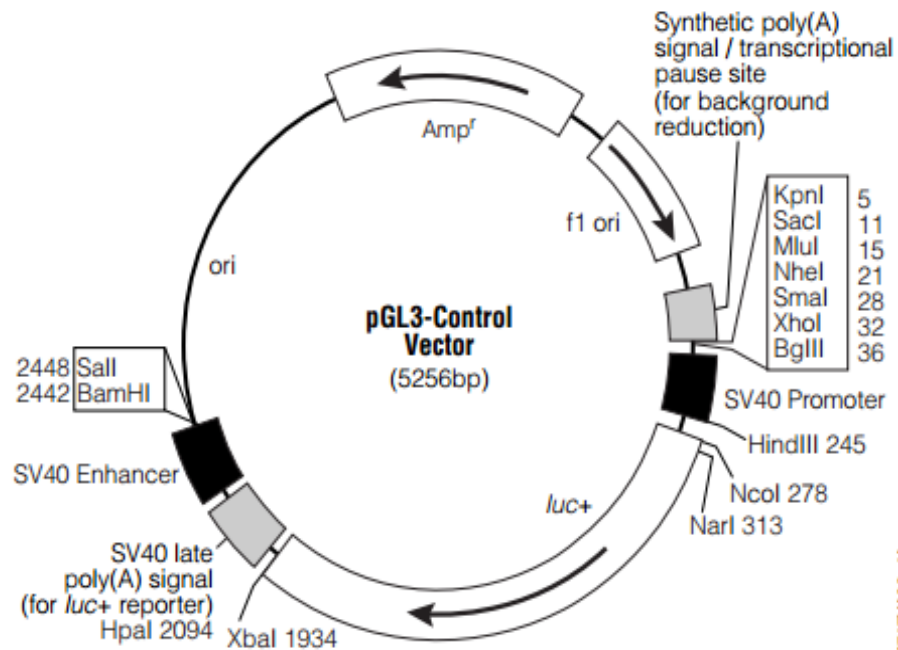 Synthetic poly(A)
signal / transcriptional
pause site
(for background
reduction)
Ampʳ
f1 ori
KpnI 5
SacI 11
MluI 15
NheI 21
SmaI 28
XhoI 32
BglII 36
ori
pGL3-Control
Vector
(5256bp)
2448 SalI
2442 BamHI
SV40 Promoter
HindIII 245
SV40 Enhancer
NcoI 278
luc+
NarI 313
SV40 late
poly(A) signal
(for luc+ reporter)
HpaI 2094
XbaI 1934